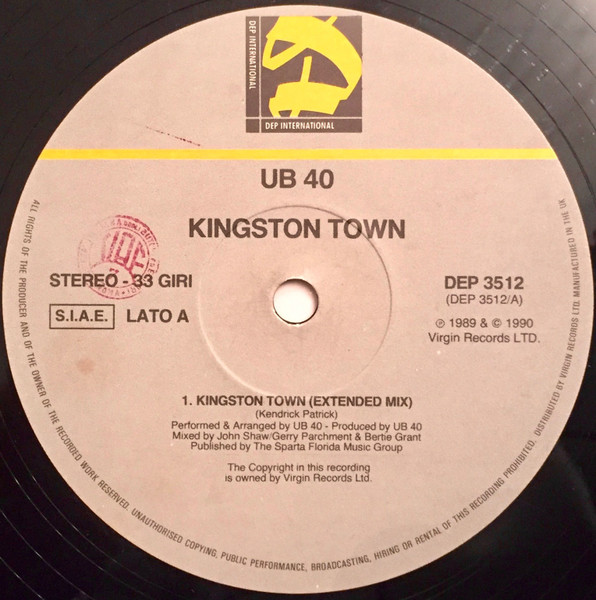 DEP INTERNATIONAL
DEP INTERNATIONAL
UB 40
KINGSTON TOWN
STEREO - 33 GIRI
S.I.A.E. LATO A
DEP 3512
(DEP 3512/A)
℗ 1989 & © 1990
Virgin Records LTD.
1. KINGSTON TOWN (EXTENDED MIX)
(Kendrick Patrick)
Performed & Arranged by UB 40 - Produced by UB 40
Mixed by John Shaw/Gerry Parchment & Bertie Grant
Published by The Sparta Florida Music Group
The Copyright in this recording
is owned by Virgin Records Ltd.
ALL RIGHTS OF THE PRODUCER AND OF THE OWNER OF THE RECORDED WORK RESERVED. UNAUTHORISED COPYING, PUBLIC PERFORMANCE, BROADCASTING, HIRING OR RENTAL OF THIS RECORDING PROHIBITED. DISTRIBUTED BY VIRGIN RECORDS LTD. MANUFACTURED IN THE UK.